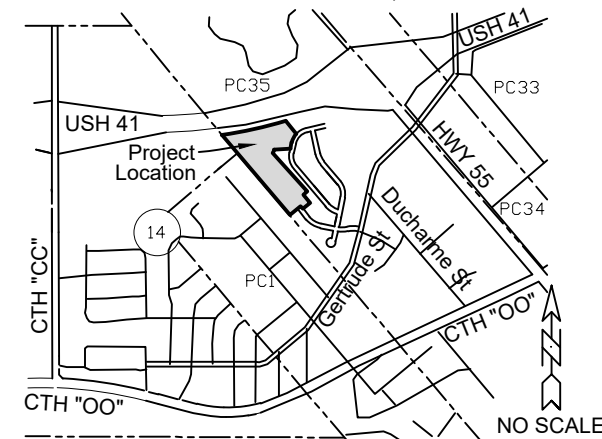 USH 41
PC35
PC33
USH 41
Project
Location
HWY 55
PC34
14
Ducharme St
PC1
Gertrude St
CTH "CC"
CTH "OO"
CTH "OO"
N
NO SCALE